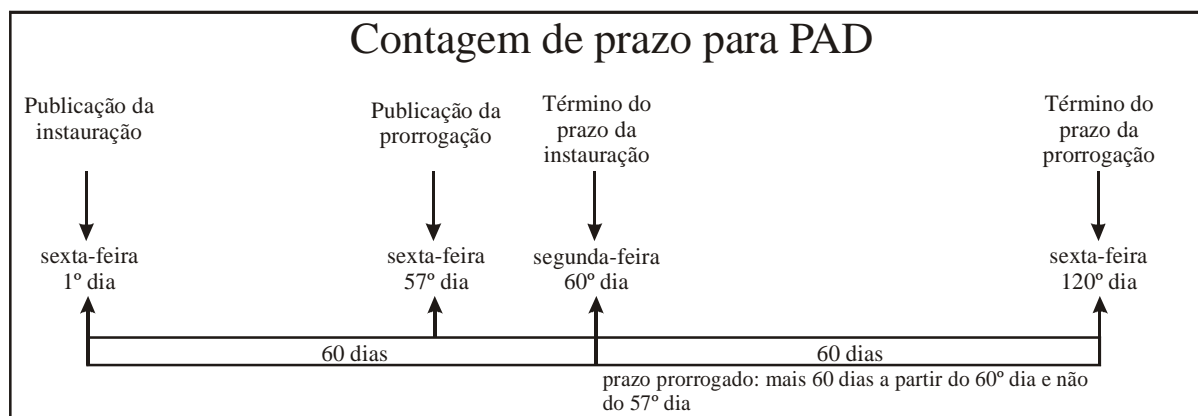 Contagem de prazo para PAD
Publicação da
instauração
Publicação da
prorrogação
Término do
prazo da
instauração
Término do
prazo da
prorrogação
sexta-feira
1º dia
sexta-feira
57º dia
segunda-feira
60º dia
sexta-feira
120º dia
60 dias
60 dias
prazo prorrogado: mais 60 dias a partir do 60º dia e não
do 57º dia